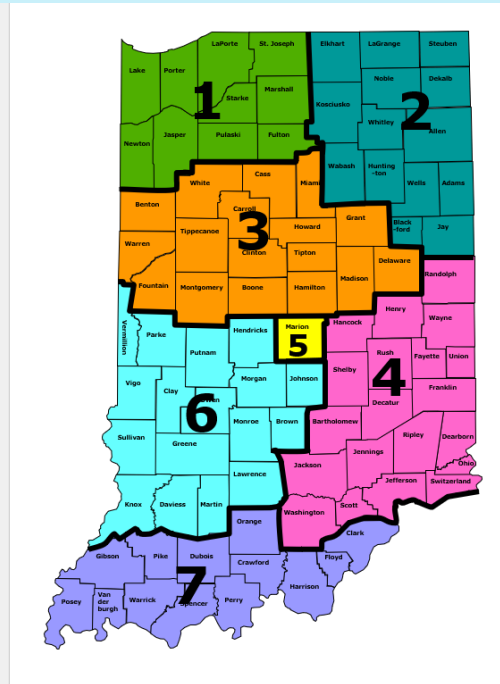 LaPorte
St. Joseph
Elkhart
LaGrange
Steuben
Lake
Porter
Noble
Dekalb
Starke
Marshall
Kosciusko
1
2
Whitley
Allen
Newton
Jasper
Pulaski
Fulton
Wabash
Hunting
-ton
Wells
Adams
White
Cass
Miami
Benton
Carroll
Grant
Black
-ford
Jay
Tippecanoe
Howard
3
Warren
Clinton
Tipton
Delaware
Randolph
Fountain
Montgomery
Boone
Hamilton
Madison
Henry
Wayne
Vermillion
Parke
Hendricks
Marion
5
Hancock
Putnam
Rush
Fayette
Union
Shelby
4
Vigo
Clay
Morgan
Johnson
Franklin
Decatur
6
Sullivan
Monroe
Brown
Bartholomew
Greene
Ripley
Dearborn
Jennings
Ohio
Jackson
Lawrence
Jefferson
Switzerland
Knox
Daviess
Martin
Scott
Washington
Orange
Clark
Gibson
Pike
Dubois
Crawford
Floyd
7
Harrison
Posey
Van
der
burgh
Warrick
Spencer
Perry